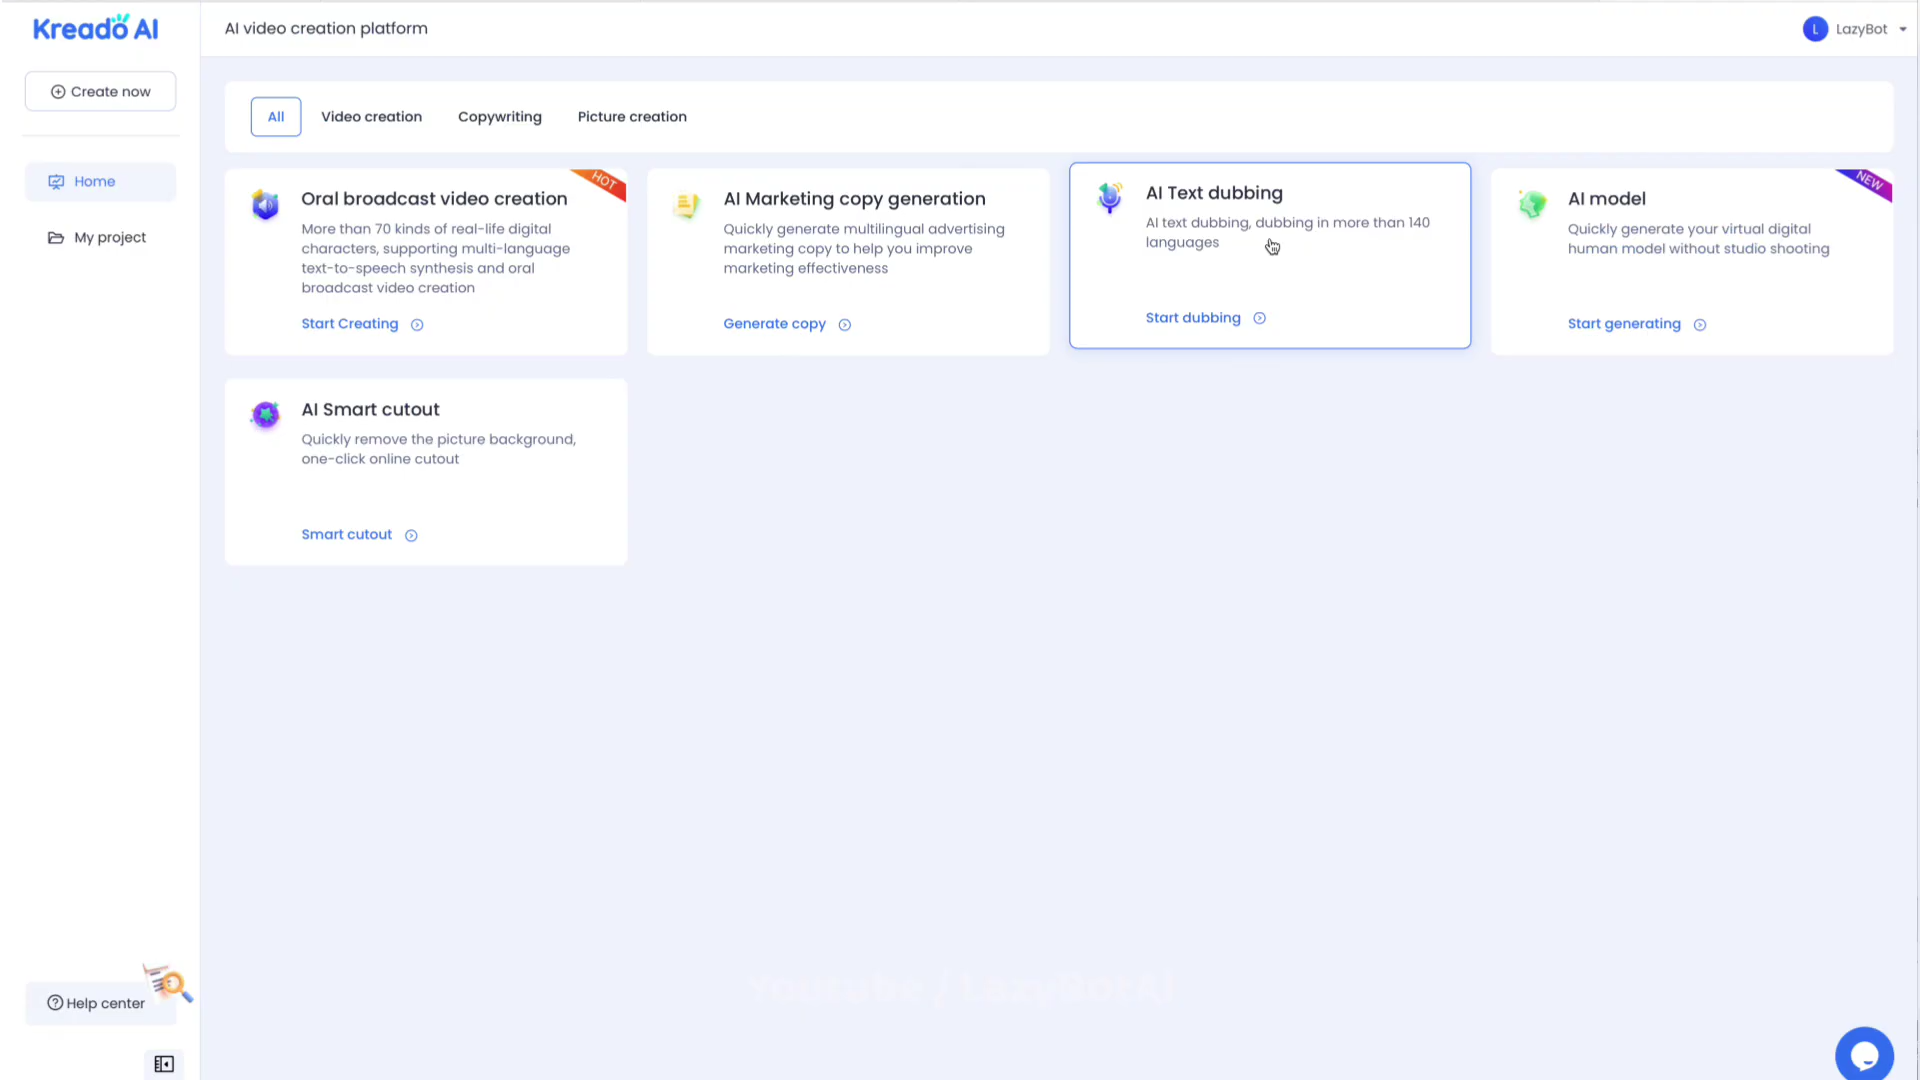 Kreado AI
AI video creation platform
L LazyBot
Create now
All
Video creation
Copywriting
Picture creation
Home
My project
Oral broadcast video creation
HOT
More than 70 kinds of real-life digital
characters, supporting multi-language
text-to-speech synthesis and oral
broadcast video creation
Start Creating
AI Marketing copy generation
Quickly generate multilingual advertising
marketing copy to help you improve
marketing effectiveness
Generate copy
AI Text dubbing
AI text dubbing, dubbing in more than 140
languages
Start dubbing
AI model
NEW
Quickly generate your virtual digital
human model without studio shooting
Start generating
AI Smart cutout
Quickly remove the picture background,
one-click online cutout
Smart cutout
Youtube / LazyBotAi
Help center